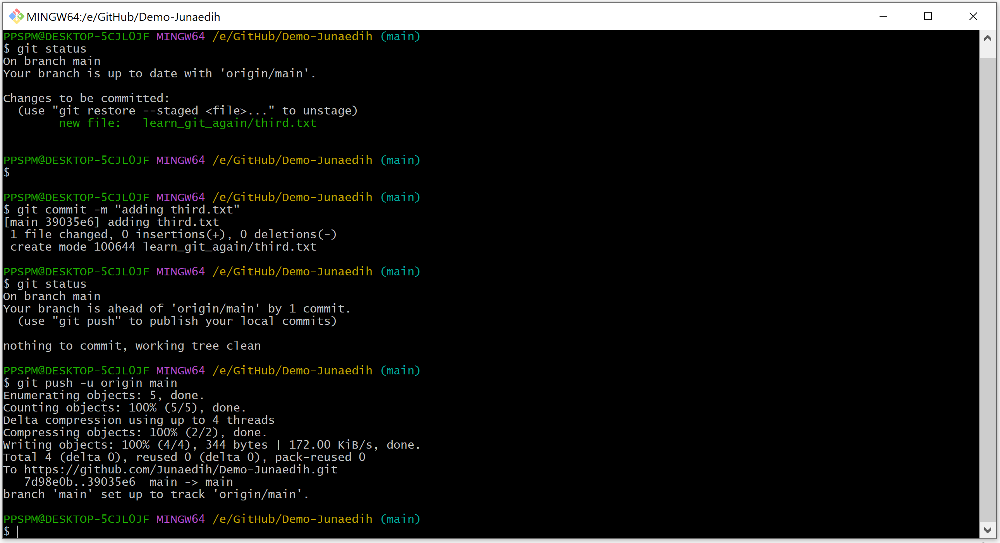 MINGW64:/e/GitHub/Demo-Junaedih
PPSPM@DESKTOP-5CJL0JF MINGW64 /e/GitHub/Demo-Junaedih (main)
$ git status
On branch main
Your branch is up to date with 'origin/main'.
Changes to be committed:
  (use "git restore --staged <file>..." to unstage)
        new file:   learn_git_again/third.txt
PPSPM@DESKTOP-5CJL0JF MINGW64 /e/GitHub/Demo-Junaedih (main)
$
PPSPM@DESKTOP-5CJL0JF MINGW64 /e/GitHub/Demo-Junaedih (main)
$ git commit -m "adding third.txt"
[main 39035e6] adding third.txt
 1 file changed, 0 insertions(+), 0 deletions(-)
 create mode 100644 learn_git_again/third.txt
PPSPM@DESKTOP-5CJL0JF MINGW64 /e/GitHub/Demo-Junaedih (main)
$ git status
On branch main
Your branch is ahead of 'origin/main' by 1 commit.
  (use "git push" to publish your local commits)
nothing to commit, working tree clean
PPSPM@DESKTOP-5CJL0JF MINGW64 /e/GitHub/Demo-Junaedih (main)
$ git push -u origin main
Enumerating objects: 5, done.
Counting objects: 100% (5/5), done.
Delta compression using up to 4 threads
Compressing objects: 100% (2/2), done.
Writing objects: 100% (4/4), 344 bytes | 172.00 KiB/s, done.
Total 4 (delta 0), reused 0 (delta 0), pack-reused 0
To https://github.com/Junaedih/Demo-Junaedih.git
   7d98e0b..39035e6  main -> main
branch 'main' set up to track 'origin/main'.
PPSPM@DESKTOP-5CJL0JF MINGW64 /e/GitHub/Demo-Junaedih (main)
$